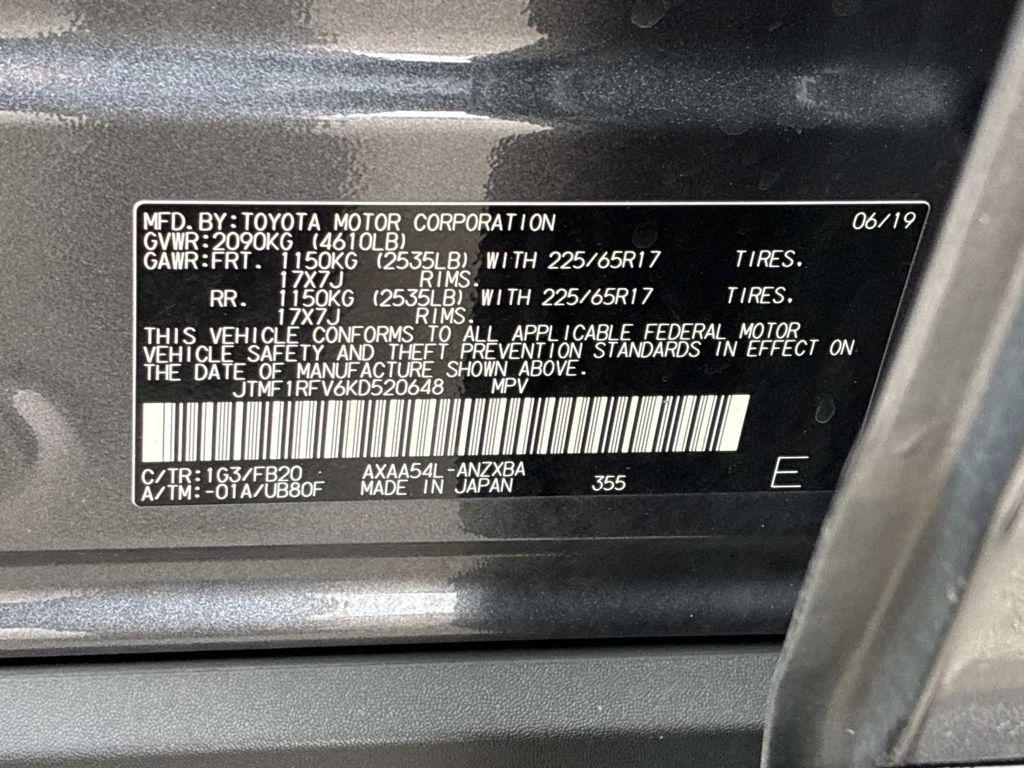 MFD.BY:TOYOTA MOTOR CORPORATION 06/19
GVWR:2090KG (4610LB)
GAWR:FRT. 1150KG (2535LB) WITH 225/65R17 TIRES.
17X7J RIMS.
RR. 1150KG (2535LB) WITH 225/65R17 TIRES.
17X7J RIMS.
THIS VEHICLE CONFORMS TO ALL APPLICABLE FEDERAL MOTOR
VEHICLE SAFETY AND THEFT PREVENTION STANDARDS IN EFFECT ON
THE DATE OF MANUFACTURE SHOWN ABOVE.
JTMF1RFV6KD520648 MPV
C/TR:1G3/FB20 AXAA54L-ANZXBA
A/TM:-01A/UB80F MADE IN JAPAN 355 E